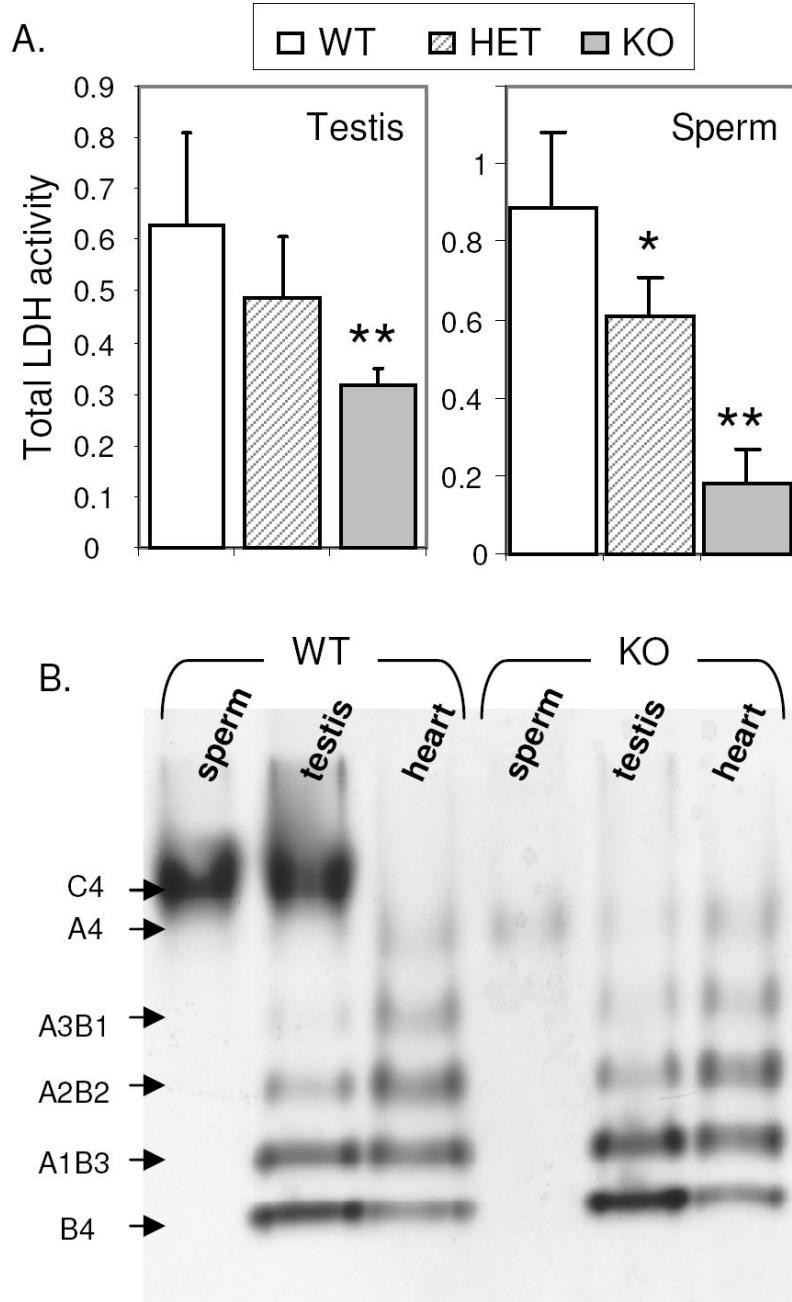 A.
WT HET KO
Total LDH activity
Testis
0.9
0.8
0.7
0.6
0.5
0.4
0.3
0.2
0.1
0
**
Sperm
1
0.8
0.6
0.4
0.2
0
*
**
B.
WT KO
sperm testis heart sperm testis heart
C4
A4
A3B1
A2B2
A1B3
B4